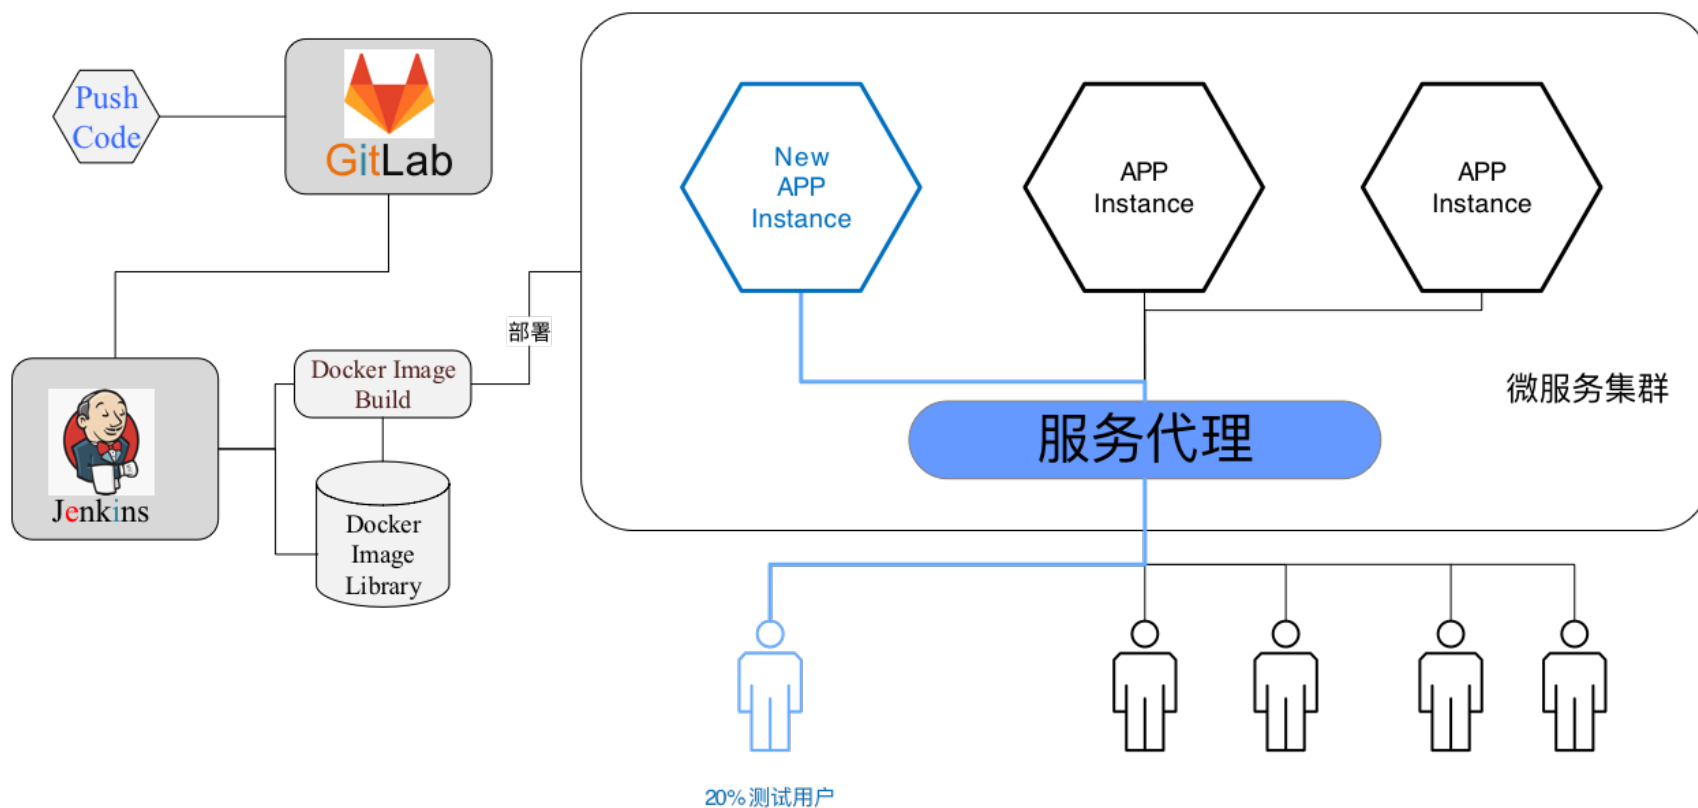 Push
Code
GitLab
New
APP
Instance
APP
Instance
APP
Instance
部署
Docker Image
Build
微服务集群
服务代理
Jenkins
Docker
Image
Library
20%测试用户